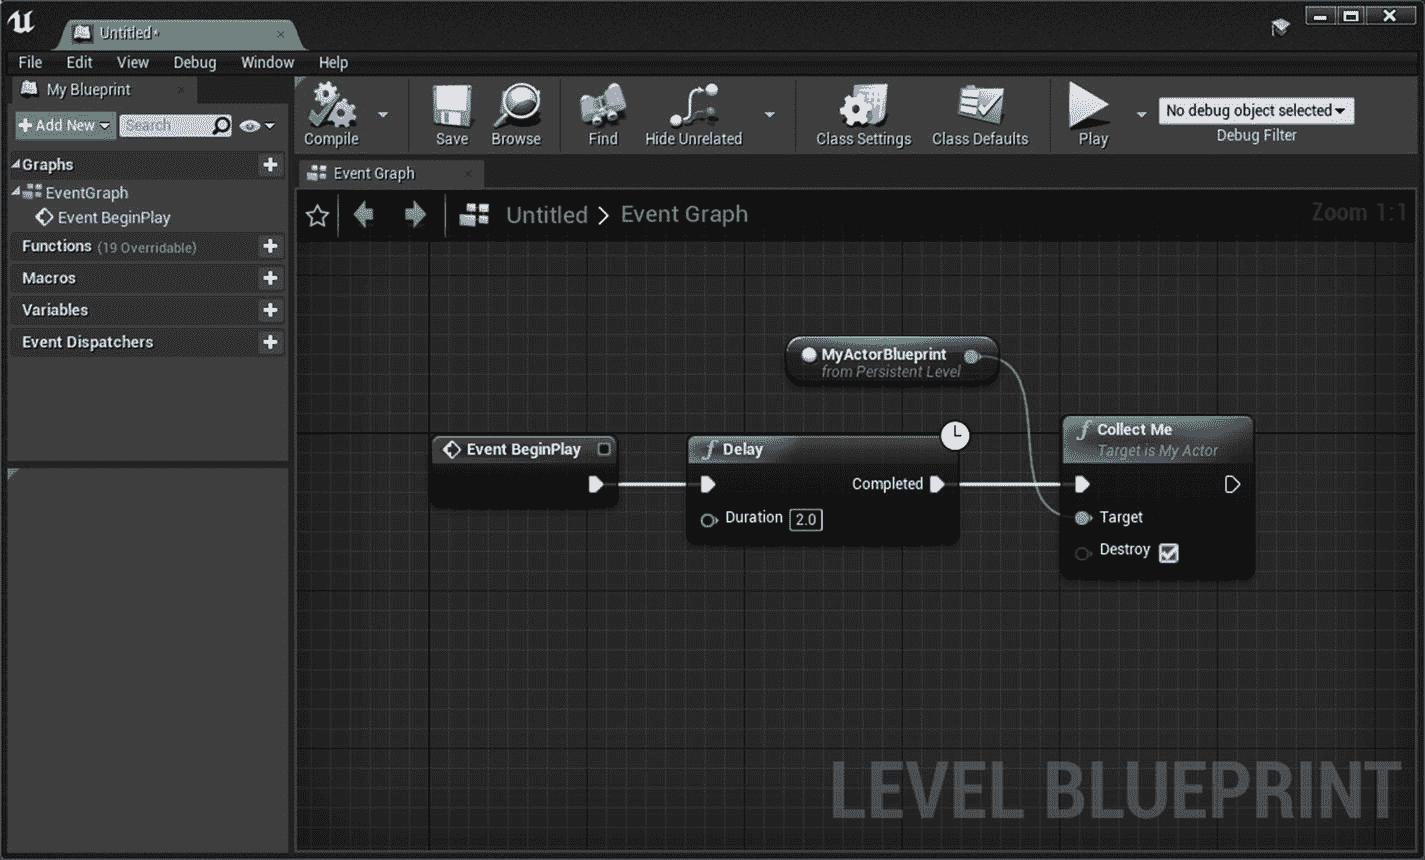 Untitled*
File Edit View Debug Window Help
My Blueprint
Add New
Search
Compile
Save
Browse
Find
Hide Unrelated
Class Settings
Class Defaults
Play
No debug object selected
Debug Filter
Graphs
EventGraph
Event BeginPlay
Functions (19 Overridable)
Macros
Variables
Event Dispatchers
Event Graph
Untitled > Event Graph
Zoom 1:1
MyActorBlueprint
from Persistent Level
Event BeginPlay
Delay
Completed
Duration 2.0
Collect Me
Target is My Actor
Target
Destroy
LEVEL BLUEPRINT